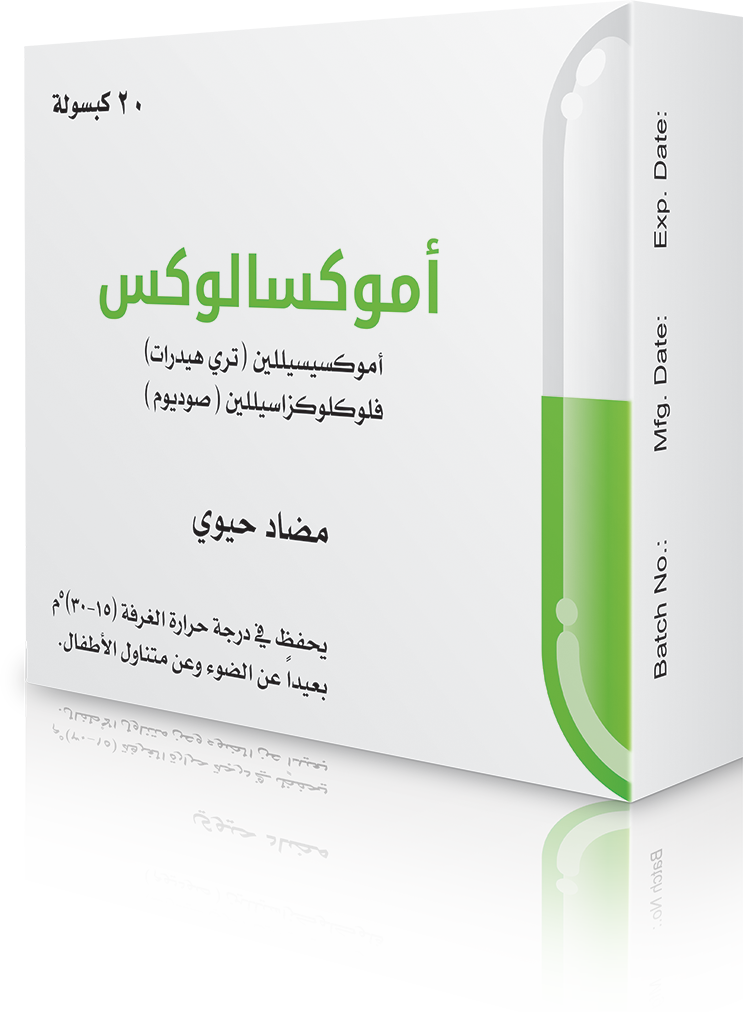 ٢٠ كبسولة
أموكسالوكس
أموكسيسيللين (تري هيدرات)
فلوكلوكزاسيللين (صوديوم)
مضاد حيوي
يحفظ في درجة حرارة الغرفة (١٥-٣٠)°م
بعيداً عن الضوء وعن متناول الأطفال.
Batch No.: Mfg. Date: Exp. Date: